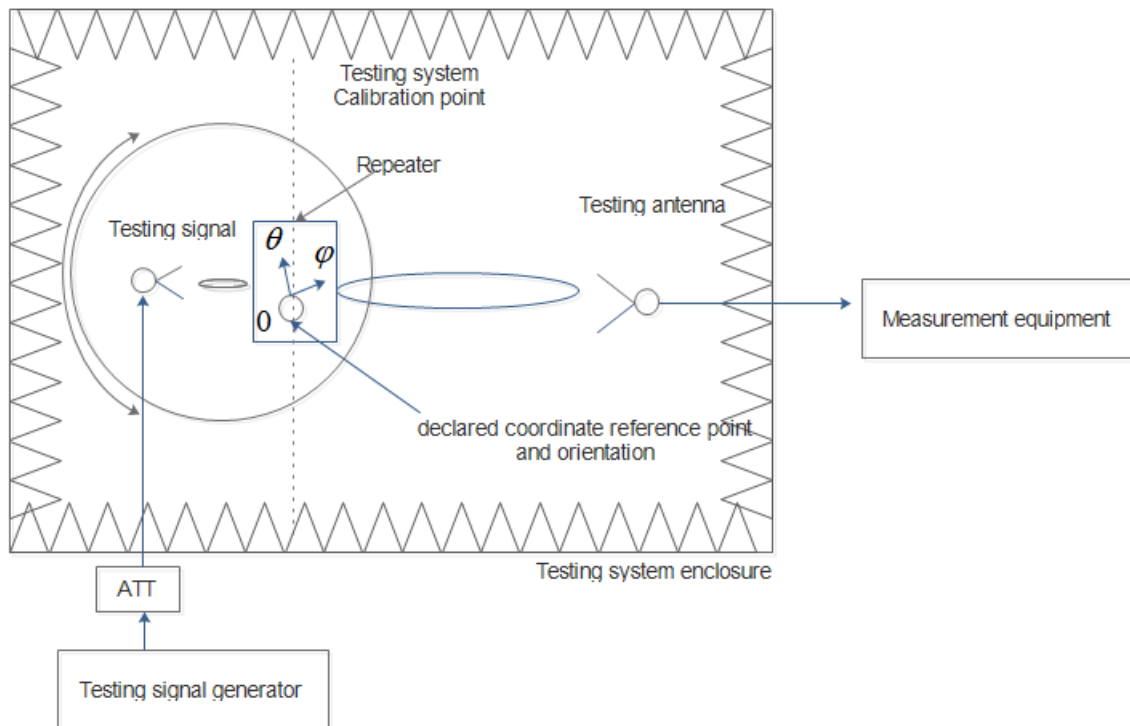 Testing system
Calibration point
Repeater
Testing antenna
Testing signal
θ
φ
0
Measurement equipment
declared coordinate reference point
and orientation
Testing system enclosure
ATT
Testing signal generator